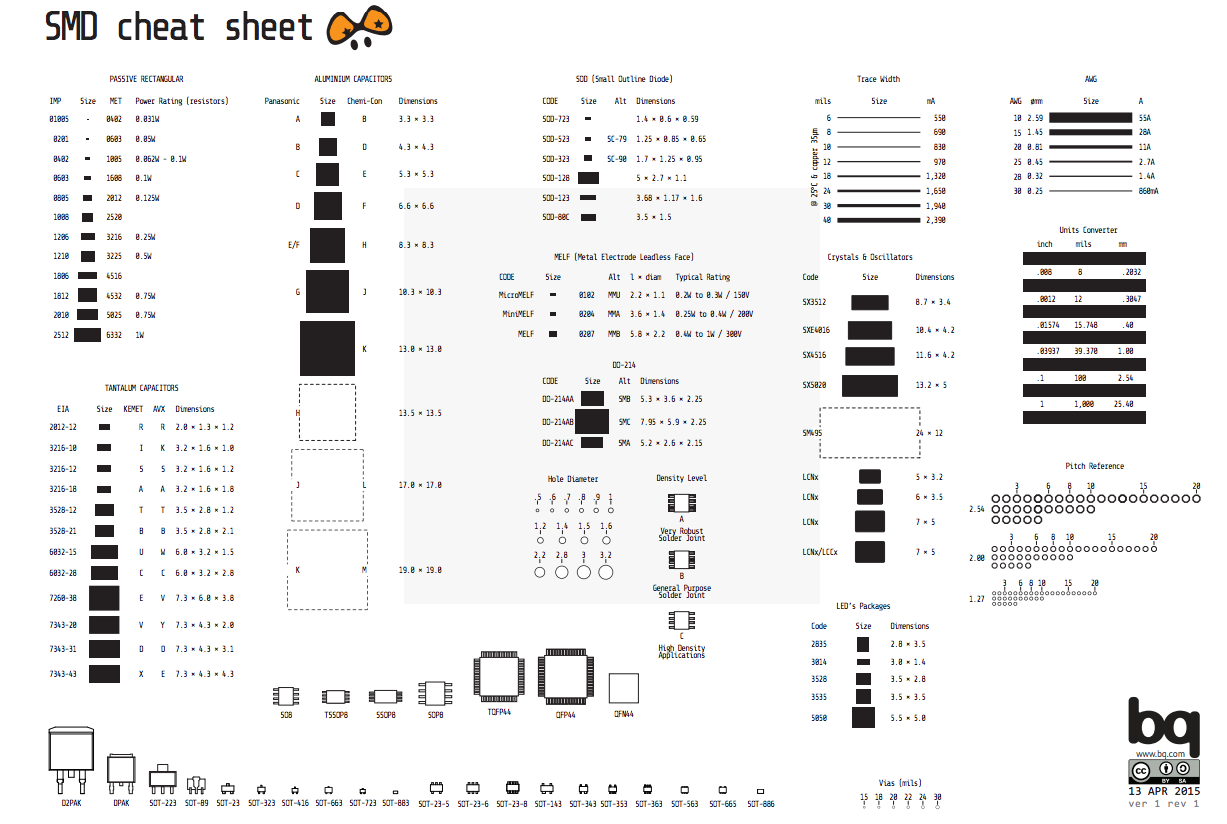 SMD cheat sheet
PASSIVE RECTANGULAR
IMP Size MET Power Rating (resistors)
01005 0402 0.031W
0201 0603 0.05W
0402 1005 0.062W - 0.1W
0603 1608 0.1W
0805 2012 0.125W
1008 2520
1206 3216 0.25W
1210 3225 0.5W
1806 4516
1812 4532 0.75W
2010 5025 0.75W
2512 6332 1W
TANTALUM CAPACITORS
EIA Size KEMET AVX Dimensions
2012-12 R R 2.0 × 1.3 × 1.2
3216-10 I K 3.2 × 1.6 × 1.0
3216-12 S S 3.2 × 1.6 × 1.2
3216-18 A A 3.2 × 1.6 × 1.8
3528-12 T T 3.5 × 2.8 × 1.2
3528-21 B B 3.5 × 2.8 × 2.1
6032-15 U W 6.0 × 3.2 × 1.5
6032-28 C C 6.0 × 3.2 × 2.8
7260-38 E V 7.3 × 6.0 × 3.8
7343-20 V Y 7.3 × 4.3 × 2.0
7343-31 D D 7.3 × 4.3 × 3.1
7343-43 X E 7.3 × 4.3 × 4.3
ALUMINIUM CAPACITORS
Panasonic Size Chemi-Con Dimensions
A B 3.3 × 3.3
B D 4.3 × 4.3
C E 5.3 × 5.3
D F 6.6 × 6.6
E/F H 8.3 × 8.3
G J 10.3 × 10.3
K 13.0 × 13.0
H 13.5 × 13.5
J L 17.0 × 17.0
K M 19.0 × 19.0
SOD (Small Outline Diode)
CODE Size Alt Dimensions
SOD-723 1.4 × 0.6 × 0.59
SOD-523 SC-79 1.25 × 0.85 × 0.65
SOD-323 SC-90 1.7 × 1.25 × 0.95
SOD-128 5 × 2.7 × 1.1
SOD-123 3.68 × 1.17 × 1.6
SOD-80C 3.5 × 1.5
MELF (Metal Electrode Leadless Face)
CODE Size Alt l × diam Typical Rating
MicroMELF 0102 MMU 2.2 × 1.1 0.2W to 0.3W / 150V
MiniMELF 0204 MMA 3.6 × 1.4 0.25W to 0.4W / 200V
MELF 0207 MMB 5.8 × 2.2 0.4W to 1W / 300V
DO-214
CODE Size Alt Dimensions
DO-214AA SMB 5.3 × 3.6 × 2.25
DO-214AB SMC 7.95 × 5.9 × 2.25
DO-214AC SMA 5.2 × 2.6 × 2.15
Hole Diameter
.5 .6 .7 .8 .9 1
1.2 1.4 1.5 1.6
2.2 2.8 3 3.2
Density Level
A
Very Robust
Solder Joint
B
General Purpose
Solder Joint
C
High Density
Applications
Trace Width
mils Size mA
@ 25ºC & copper 35µm
6 550
8 690
10 830
12 970
18 1,320
24 1,650
30 1,940
40 2,390
Crystals & Oscillators
Code Size Dimensions
SX3512 8.7 × 3.4
SXE4016 10.4 × 4.2
SX4516 11.6 × 4.2
SXS020 13.2 × 5
SM49S 24 × 12
LCNx 5 × 3.2
LCNx 6 × 3.5
LCNx 7 × 5
LCNx/LCCx 7 × 5
LED's Packages
Code Size Dimensions
2835 2.8 × 3.5
3014 3.0 × 1.4
3528 3.5 × 2.8
3535 3.5 × 3.5
5050 5.5 × 5.0
AWG
AWG ømm Size A
10 2.59 55A
15 1.45 28A
20 0.81 11A
25 0.45 2.7A
28 0.32 1.4A
30 0.25 860mA
Units Converter
inch mils mm
.008 8 .2032
.0012 12 .3047
.01574 15.748 .40
.03937 39.370 1.00
.1 100 2.54
1 1,000 25.40
Pitch Reference
3 6 8 10 15 20
2.54
3 6 8 10 15 20
2.00
3 6 8 10 15 20
1.27
SO8 TSSOP8 SSOP8 SOP8 TQFP44 QFP44 QFN44
D2PAK DPAK SOT-223 SOT-89 SOT-23 SOT-323 SOT-416 SOT-663 SOT-723 SOT-883 SOT-23-5 SOT-23-6 SOT-23-8 SOT-143 SOT-343 SOT-353 SOT-363 SOT-563 SOT-665 SOT-886
Vias (mils)
15 18 20 22 24 30
bq
www.bq.com
cc BY SA
13 APR 2015
ver 1 rev 1